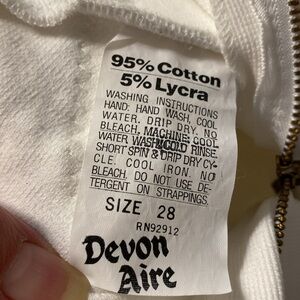 95% Cotton
5% Lycra
WASHING INSTRUCTIONS
HAND: HAND WASH, COOL
WATER. DRIP DRY. NO
BLEACH. MACHINE: COOL
WATER WASH COLD RINSE.
SHORT SPIN & DRIP DRY CY-
CLE. COOL IRON. NO
BLEACH. DO NOT USE DE-
TERGENT ON STRAPPINGS.
SIZE 28
RN92912
Devon
Aire